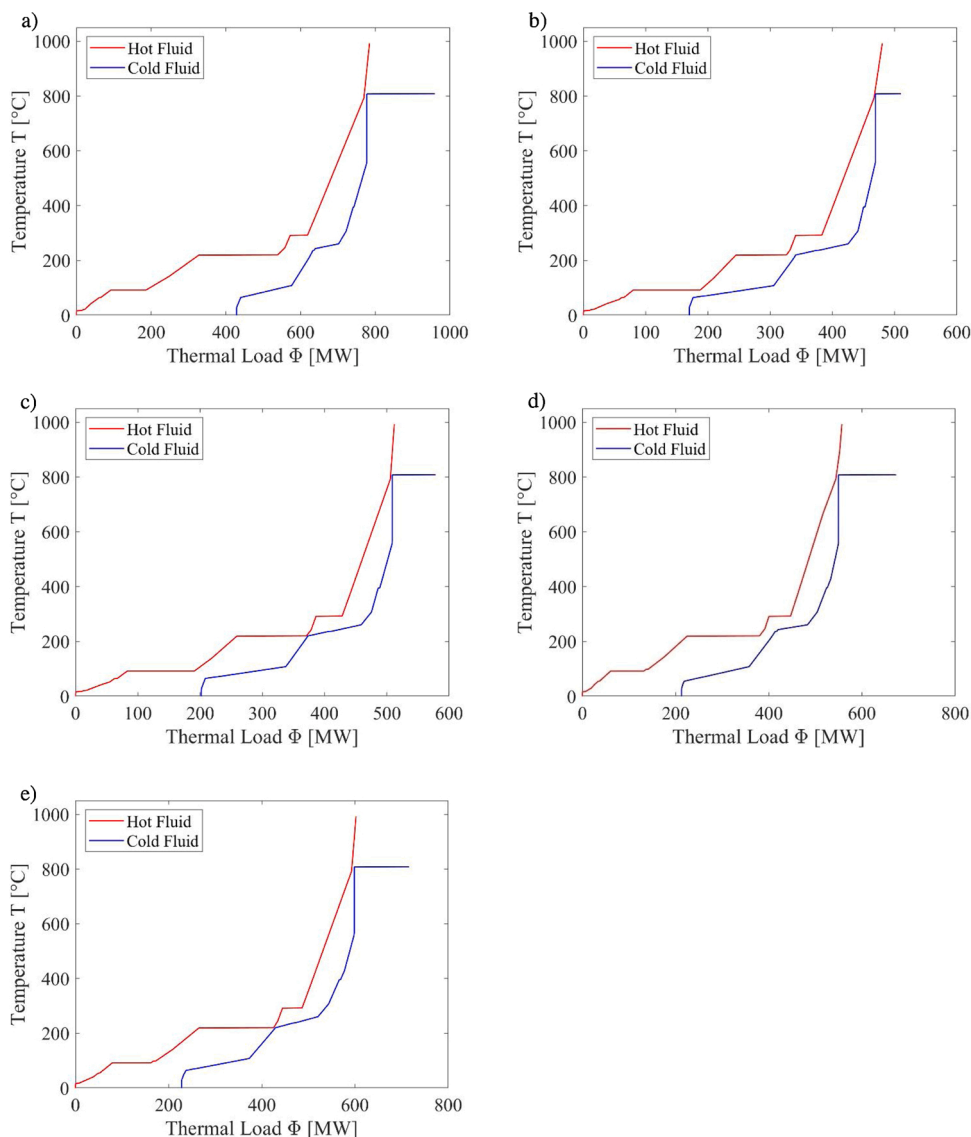 a)
1000
800
600
400
200
0
Temperature T [°C]
Hot Fluid
Cold Fluid
0 200 400 600 800 1000
Thermal Load Φ [MW]
b)
1000
800
600
400
200
0
Temperature T [°C]
Hot Fluid
Cold Fluid
0 100 200 300 400 500 600
Thermal Load Φ [MW]
c)
1000
800
600
400
200
0
Temperature T [°C]
Hot Fluid
Cold Fluid
0 100 200 300 400 500 600
Thermal Load Φ [MW]
d)
1000
800
600
400
200
0
Temperature T [°C]
Hot Fluid
Cold Fluid
0 200 400 600 800
Thermal Load Φ [MW]
e)
1000
800
600
400
200
0
Temperature T [°C]
Hot Fluid
Cold Fluid
0 200 400 600 800
Thermal Load Φ [MW]